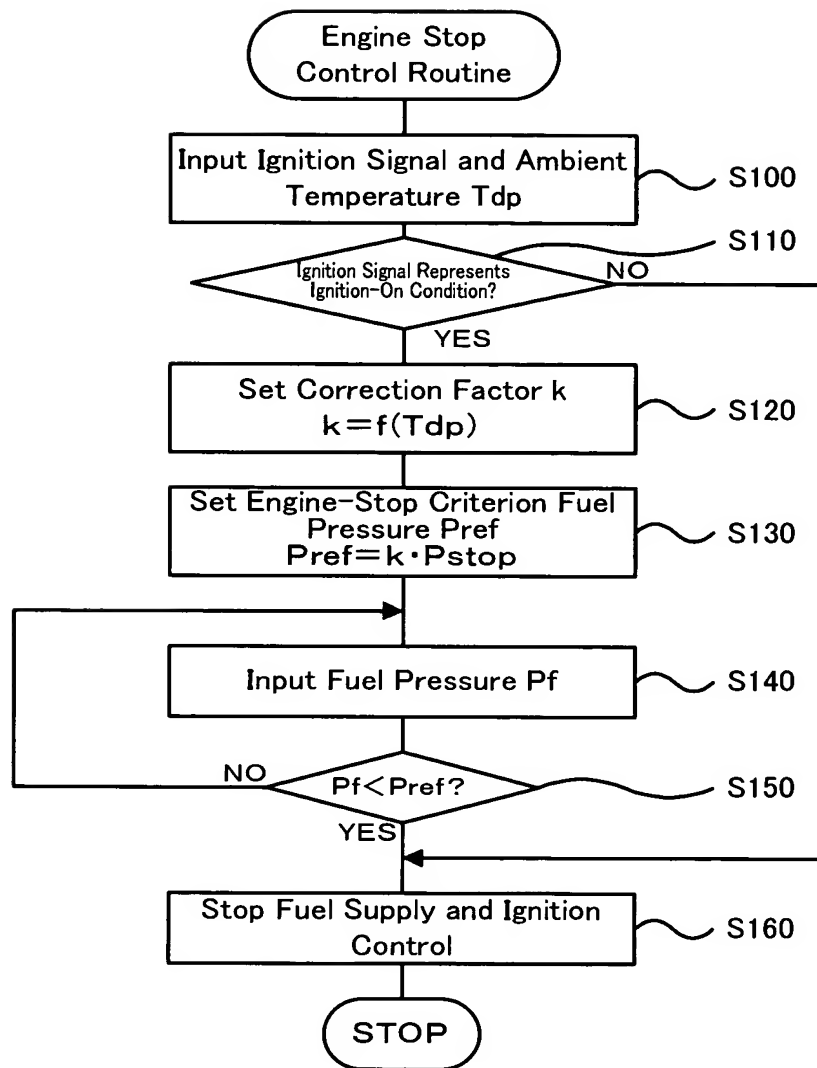 Engine Stop
Control Routine
Input Ignition Signal and Ambient
Temperature Tdp
S100
S110
Ignition Signal Represents
Ignition-On Condition?
NO
YES
Set Correction Factor k
k=f(Tdp)
S120
Set Engine-Stop Criterion Fuel
Pressure Pref
Pref=k・Pstop
S130
Input Fuel Pressure Pf
S140
NO
Pf<Pref?
S150
YES
Stop Fuel Supply and Ignition
Control
S160
STOP